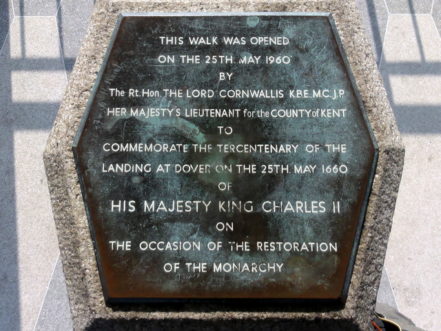 THIS WALK WAS OPENED
ON THE 25TH. MAY 1960
BY
The Rt. Hon THE LORD CORNWALLIS K.B.E. M.C. J.P
HER MAJESTY'S LIEUTENANT for the COUNTY of KENT
TO
COMMEMORATE THE TERCENTENARY OF THE
LANDING AT DOVER ON THE 25TH. MAY 1660
OF
HIS MAJESTY KING CHARLES II
ON
THE OCCASION OF THE RESTORATION
OF THE MONARCHY